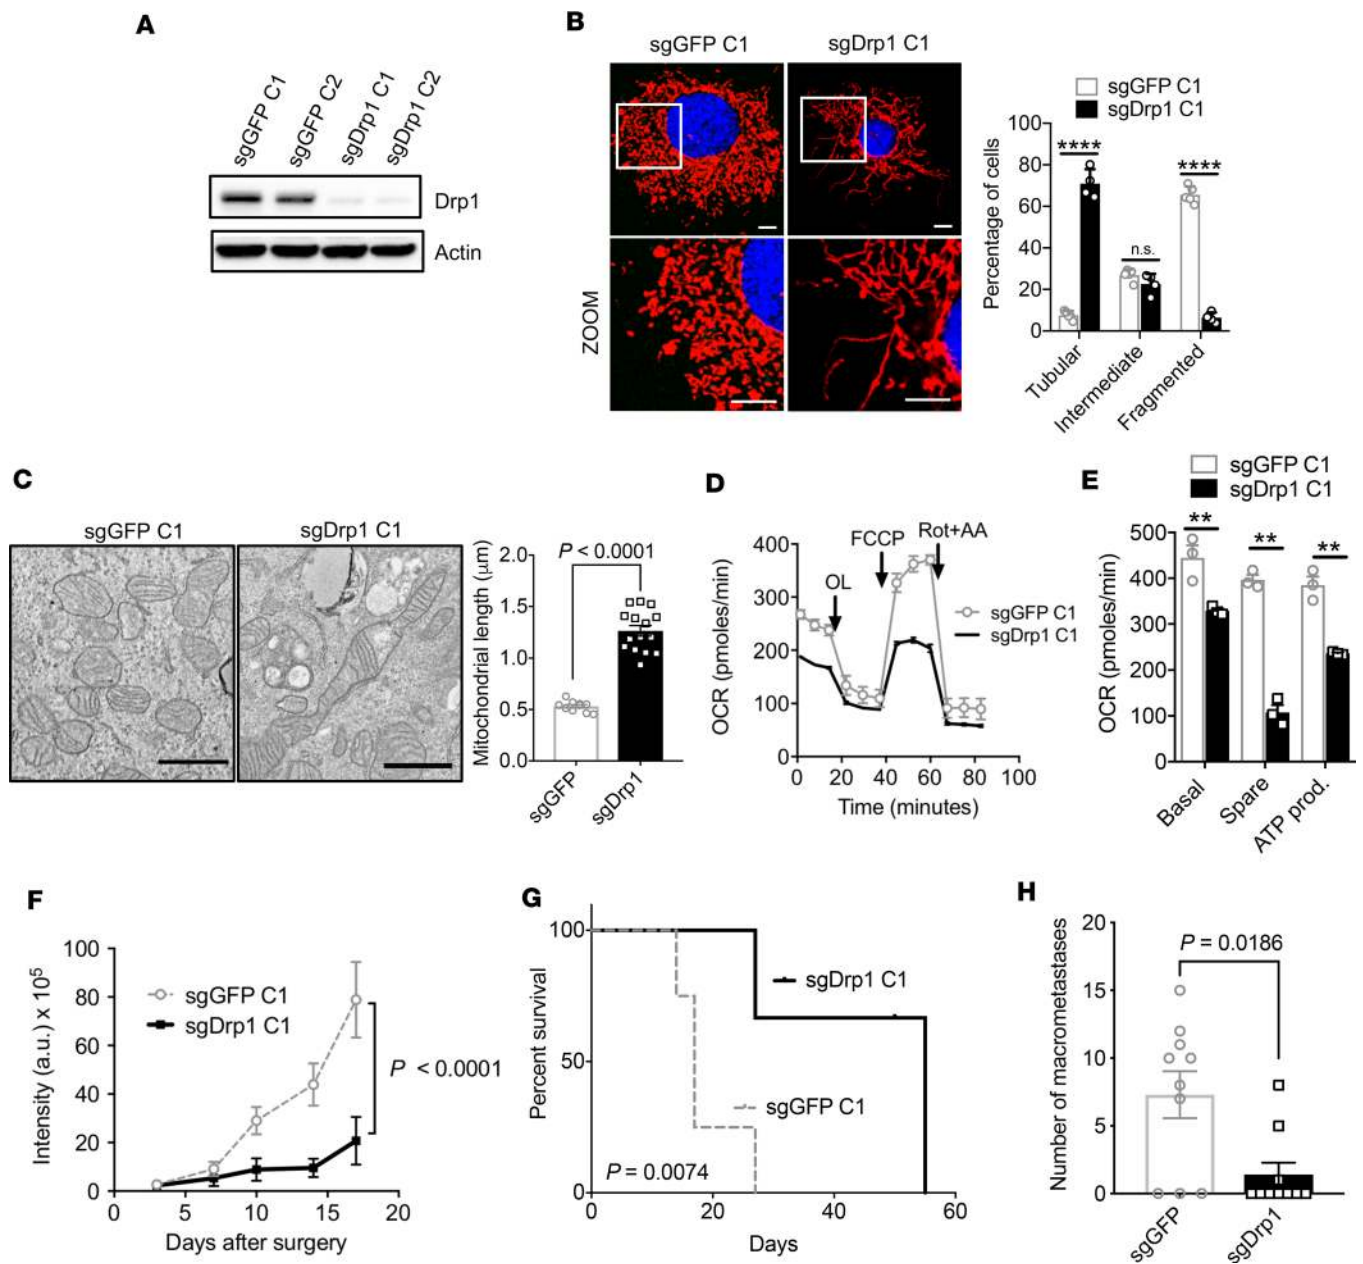 A
sgGFP C1
sgGFP C2
sgDrp1 C1
sgDrp1 C2
Drp1
Actin
B
sgGFP C1
sgDrp1 C1
ZOOM
sgGFP C1
sgDrp1 C1
Percentage of cells
100
80
60
40
20
0
****
n.s.
****
Tubular
Intermediate
Fragmented
C
sgGFP C1
sgDrp1 C1
Mitochondrial length (μm)
2.0
1.5
1.0
0.5
0.0
P < 0.0001
sgGFP
sgDrp1
D
OCR (pmoles/min)
400
300
200
100
0
OL
FCCP
Rot+AA
sgGFP C1
sgDrp1 C1
0 20 40 60 80 100
Time (minutes)
E
sgGFP C1
sgDrp1 C1
OCR (pmoles/min)
500
400
300
200
100
0
**
**
**
Basal
Spare
ATP prod.
F
Intensity (a.u.) x 10⁵
100
80
60
40
20
0
sgGFP C1
sgDrp1 C1
P < 0.0001
0 5 10 15 20
Days after surgery
G
Percent survival
100
50
0
sgDrp1 C1
sgGFP C1
P = 0.0074
0 20 40 60
Days
H
Number of macrometastases
20
15
10
5
0
P = 0.0186
sgGFP
sgDrp1